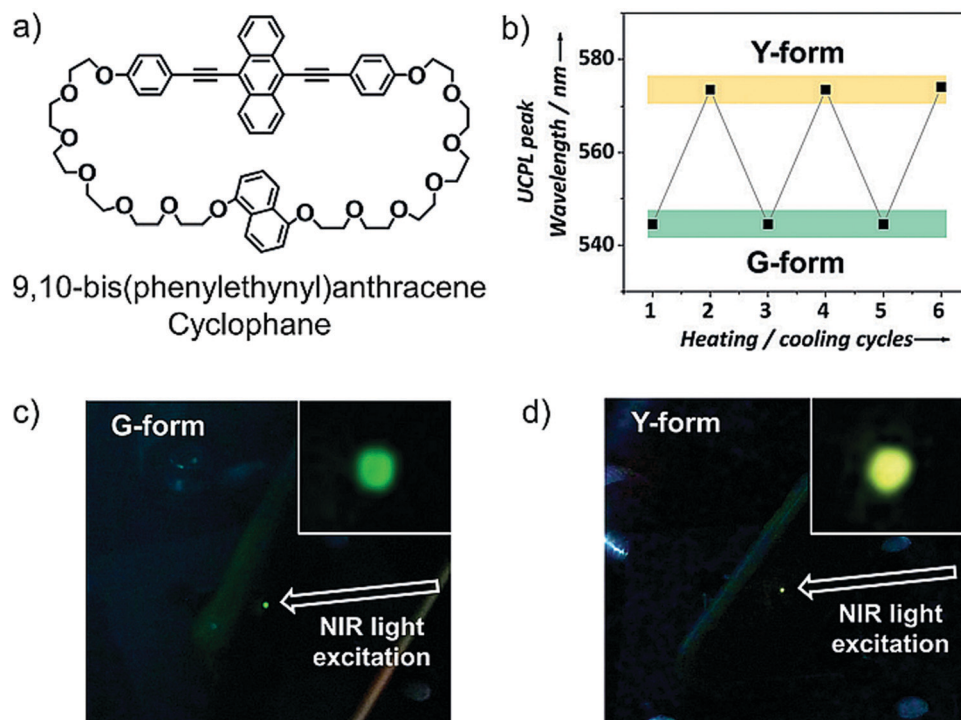 a)
O O
O O
O O
O O
O O O O O O
9,10-bis(phenylethynyl)anthracene
Cyclophane
b)
UCPL peak
Wavelength / nm
580
560
540
Y-form
G-form
1 2 3 4 5 6
Heating / cooling cycles
c)
G-form
NIR light
excitation
d)
Y-form
NIR light
excitation